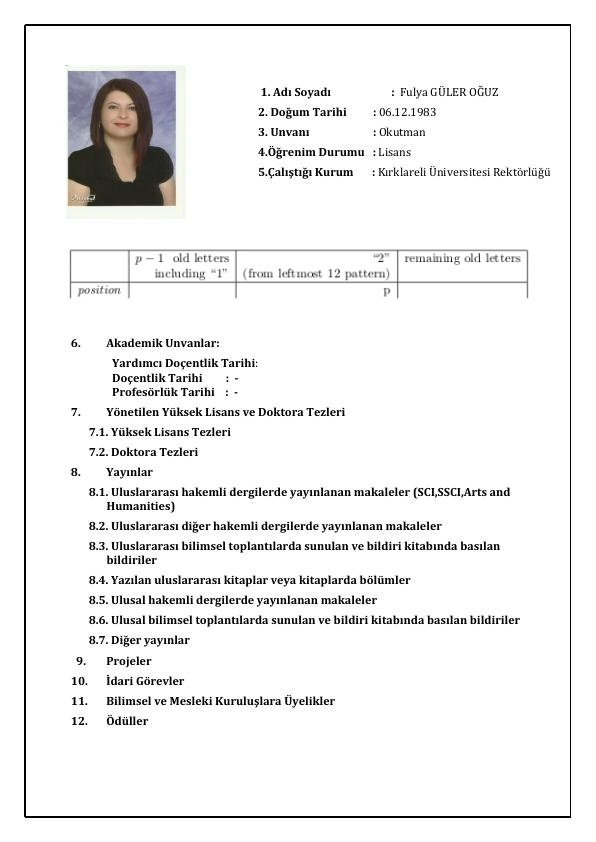 1. Adı Soyadı : Fulya GÜLER OĞUZ
2. Doğum Tarihi : 06.12.1983
3. Unvanı : Okutman
4.Öğrenim Durumu : Lisans
5.Çalıştığı Kurum : Kırklareli Üniversitesi Rektörlüğü
p − 1 old letters including “1” “2” (from leftmost 12 pattern) remaining old letters
position p
6. Akademik Unvanlar:
Yardımcı Doçentlik Tarihi:
Doçentlik Tarihi : -
Profesörlük Tarihi : -
7. Yönetilen Yüksek Lisans ve Doktora Tezleri
7.1. Yüksek Lisans Tezleri
7.2. Doktora Tezleri
8. Yayınlar
8.1. Uluslararası hakemli dergilerde yayınlanan makaleler (SCI,SSCI,Arts and
Humanities)
8.2. Uluslararası diğer hakemli dergilerde yayınlanan makaleler
8.3. Uluslararası bilimsel toplantılarda sunulan ve bildiri kitabında basılan
bildiriler
8.4. Yazılan uluslararası kitaplar veya kitaplarda bölümler
8.5. Ulusal hakemli dergilerde yayınlanan makaleler
8.6. Ulusal bilimsel toplantılarda sunulan ve bildiri kitabında basılan bildiriler
8.7. Diğer yayınlar
9. Projeler
10. İdari Görevler
11. Bilimsel ve Mesleki Kuruluşlara Üyelikler
12. Ödüller